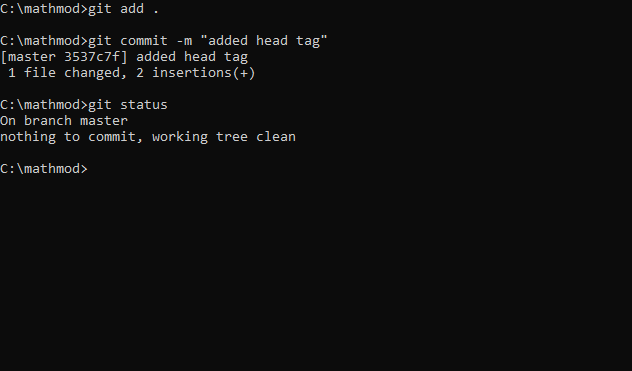 C:\mathmod>git add .
C:\mathmod>git commit -m "added head tag"
[master 3537c7f] added head tag
 1 file changed, 2 insertions(+)
C:\mathmod>git status
On branch master
nothing to commit, working tree clean
C:\mathmod>